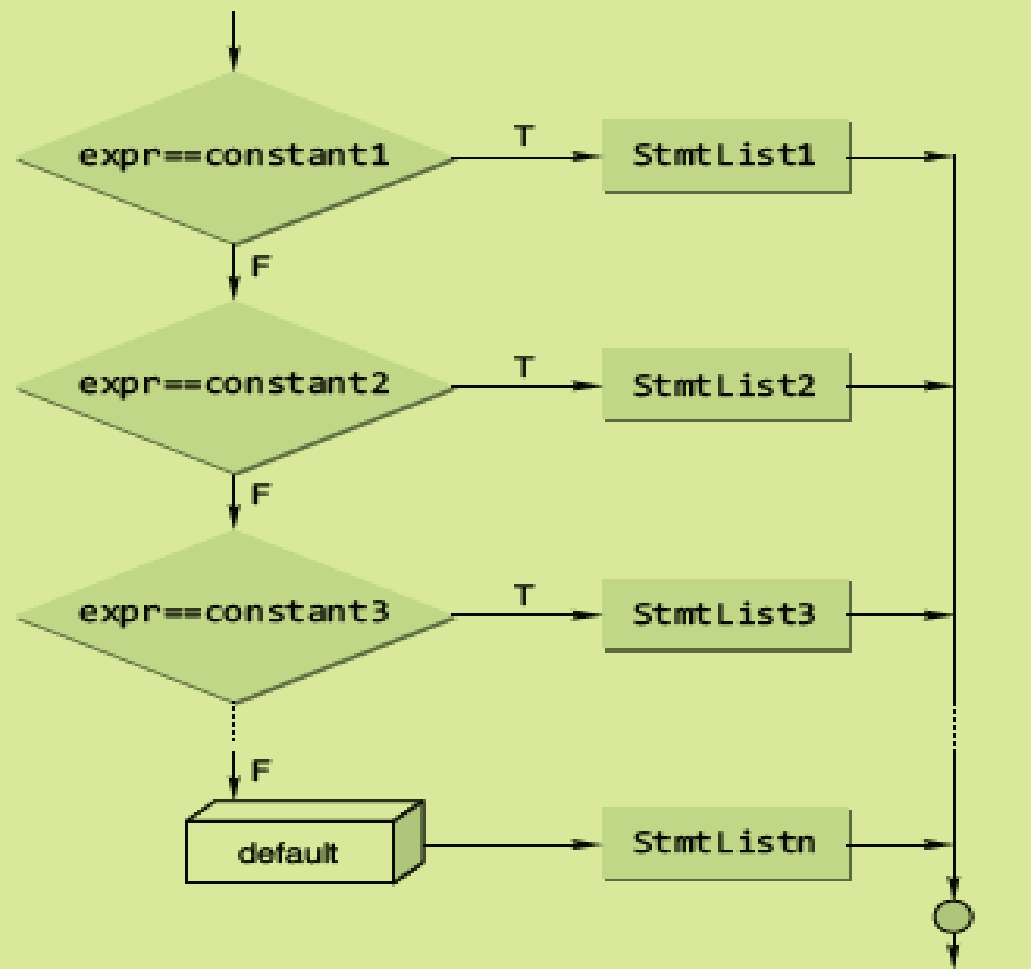 expr==constant1
T
StmtList1
F
expr==constant2
T
StmtList2
F
expr==constant3
T
StmtList3
F
default
StmtListn